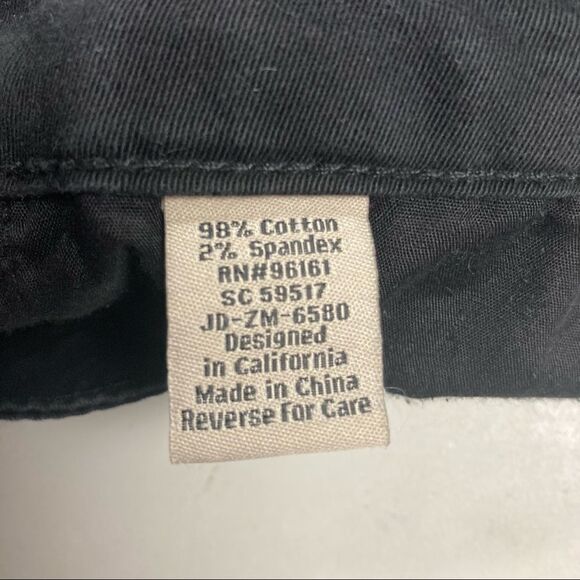 98% Cotton
2% Spandex
RN#96161
SC 59517
JD-ZM-6580
Designed
in California
Made in China
Reverse For Care